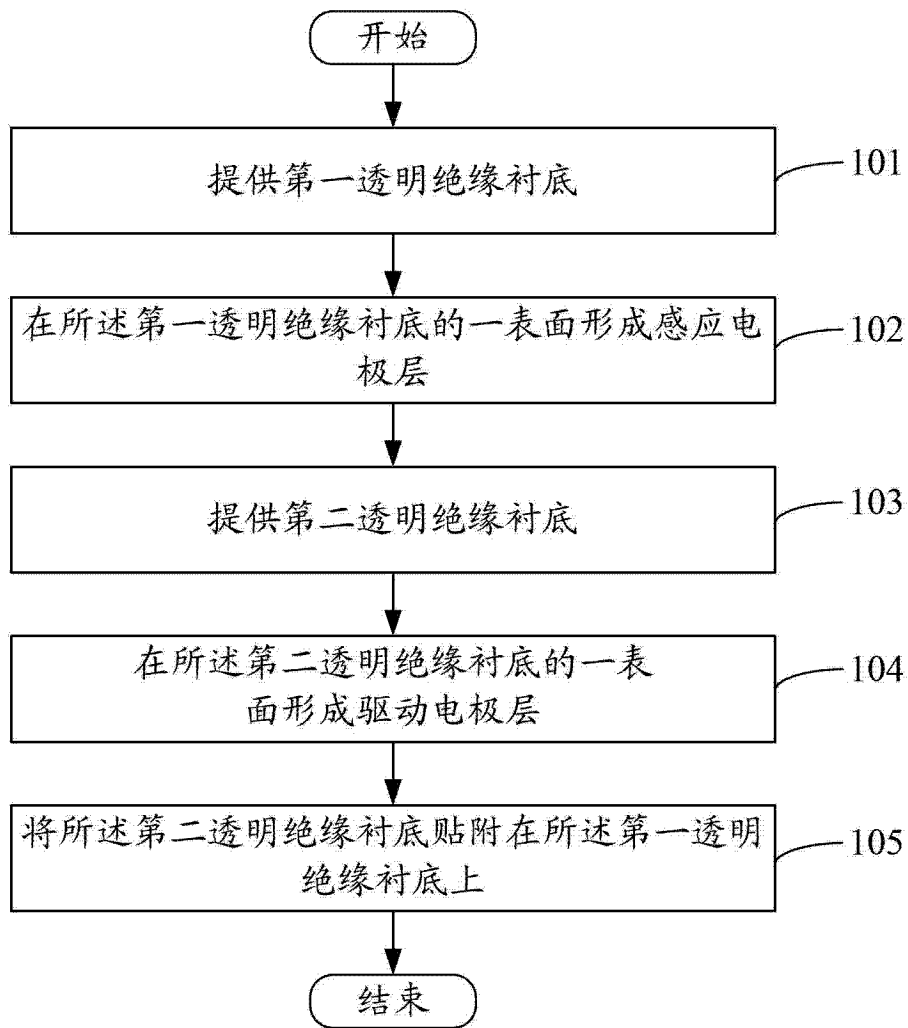 开始
提供第一透明绝缘衬底
101
在所述第一透明绝缘衬底的一表面形成感应电
极层
102
提供第二透明绝缘衬底
103
在所述第二透明绝缘衬底的一表
面形成驱动电极层
104
将所述第二透明绝缘衬底贴附在所述第一透明
绝缘衬底上
105
结束